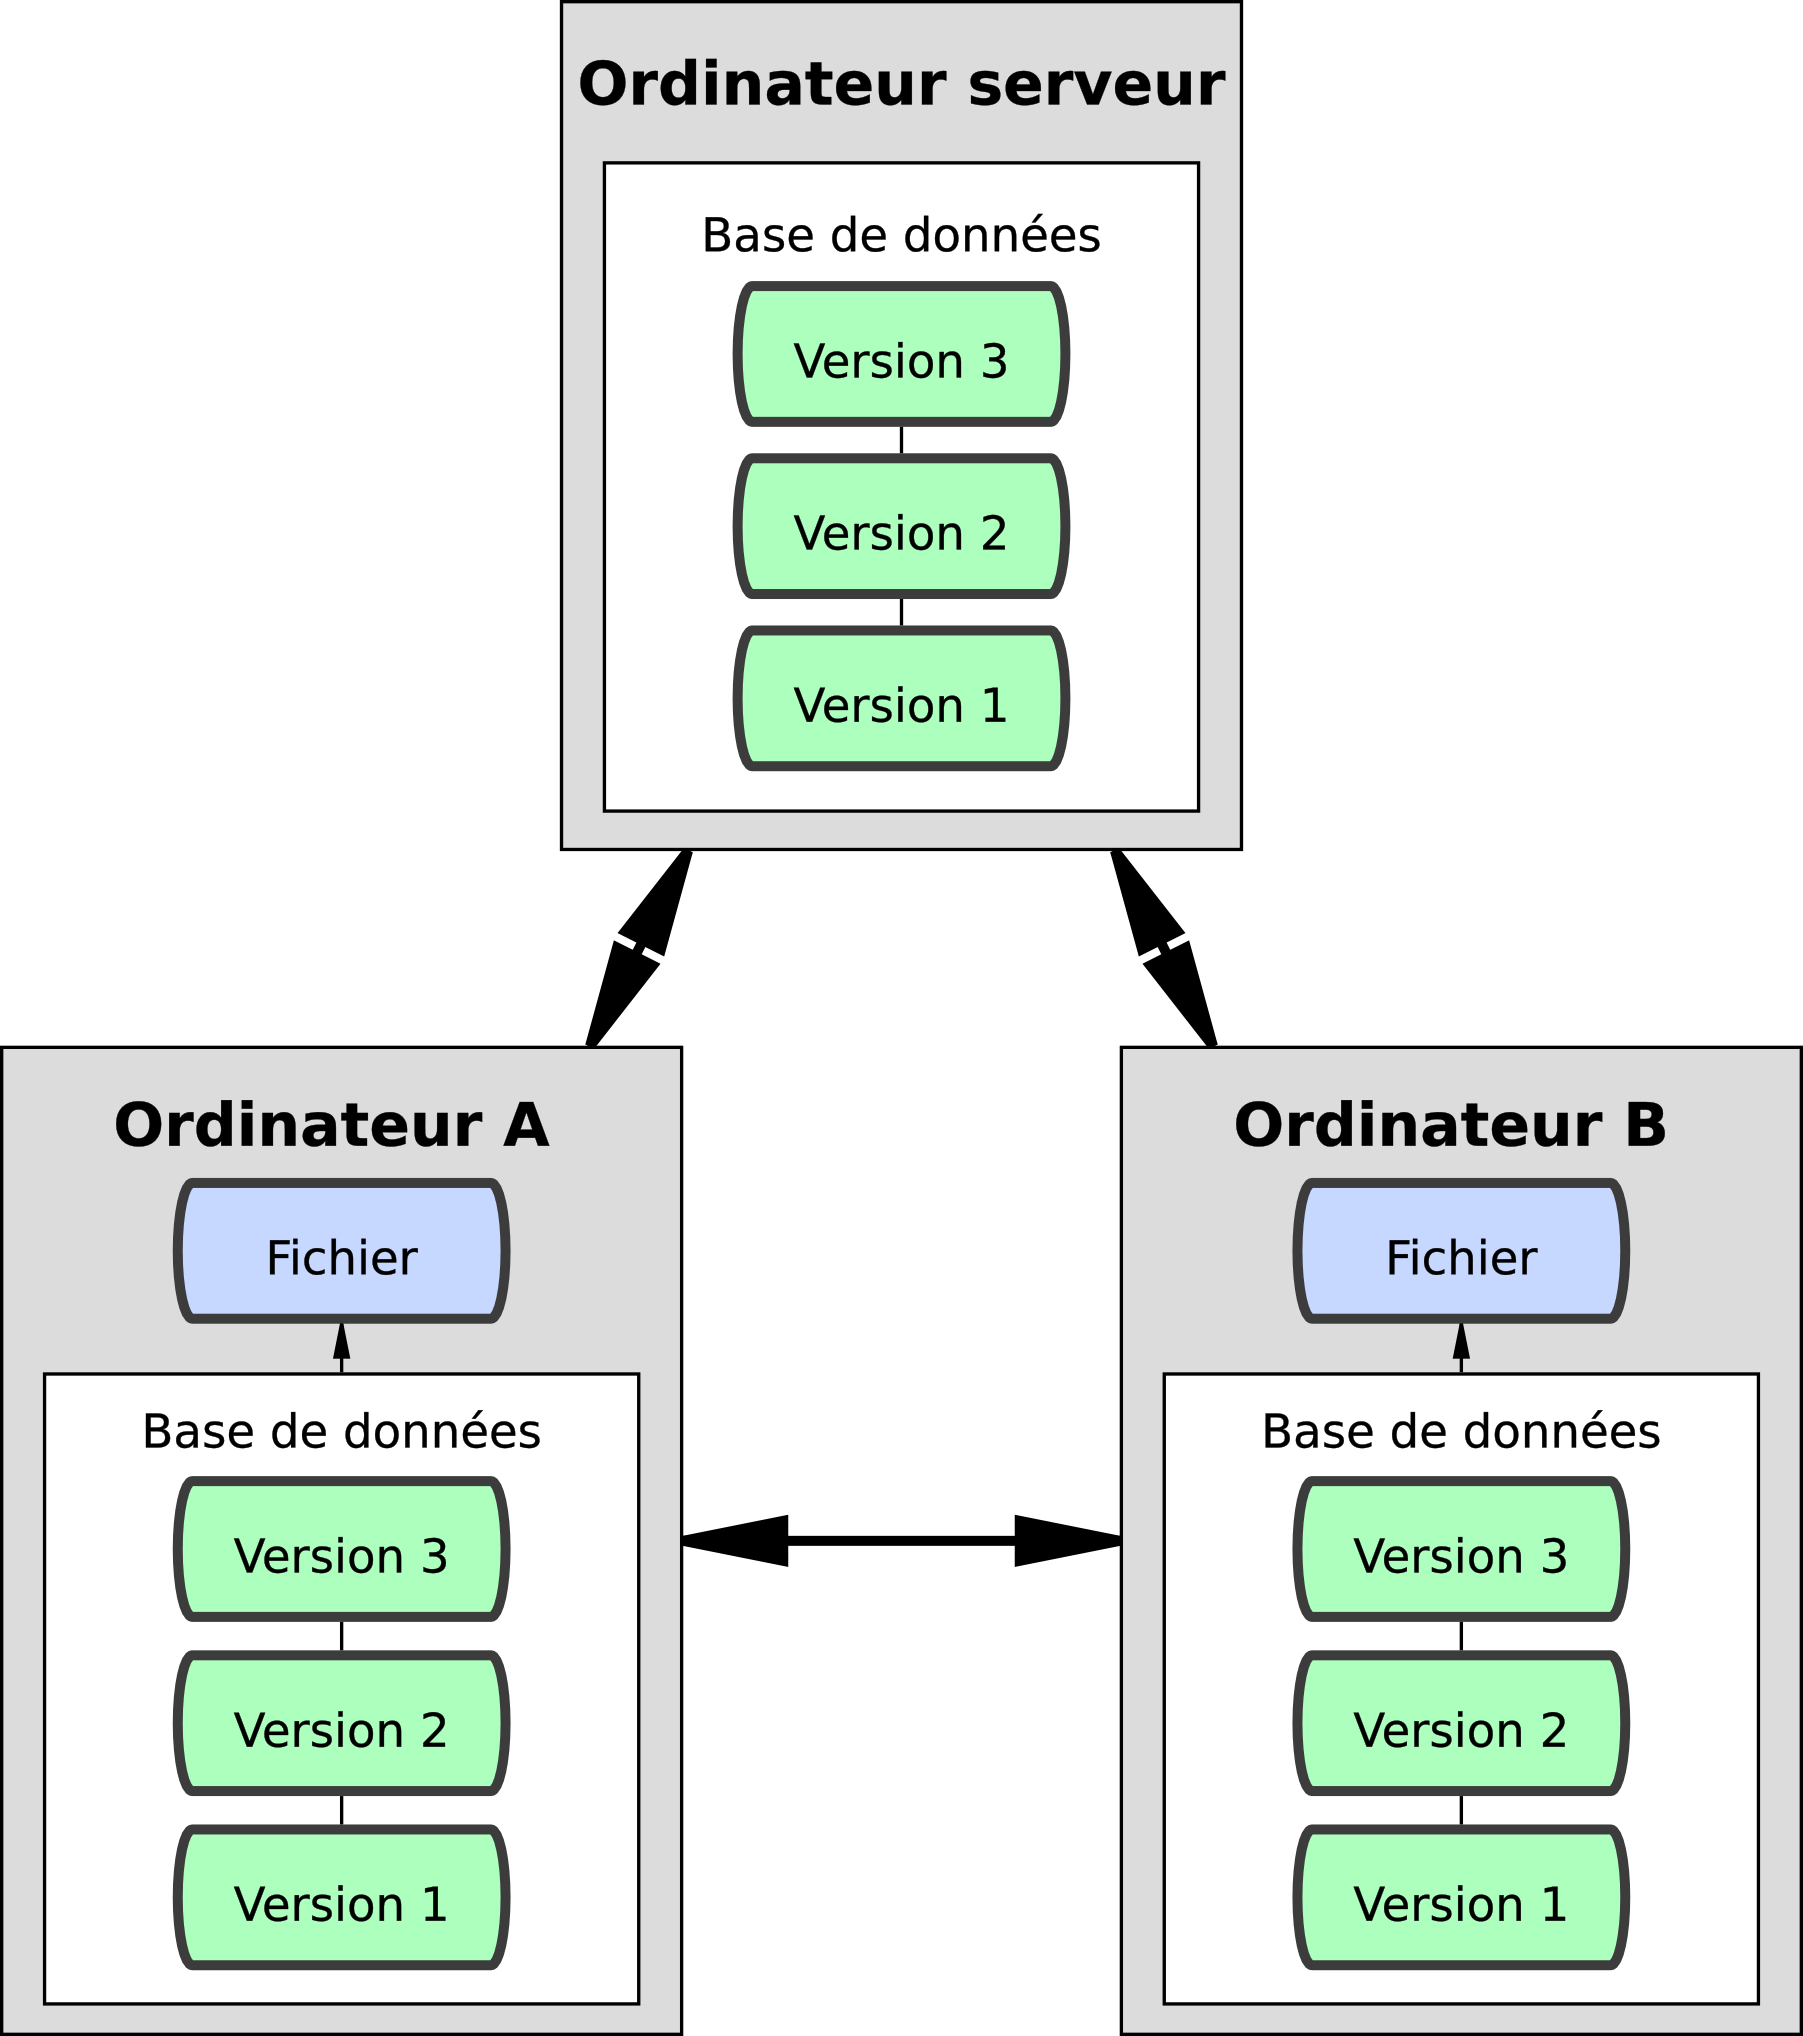 Ordinateur serveur
Base de données
Version 3
Version 2
Version 1
Ordinateur A
Fichier
Base de données
Version 3
Version 2
Version 1
Ordinateur B
Fichier
Base de données
Version 3
Version 2
Version 1